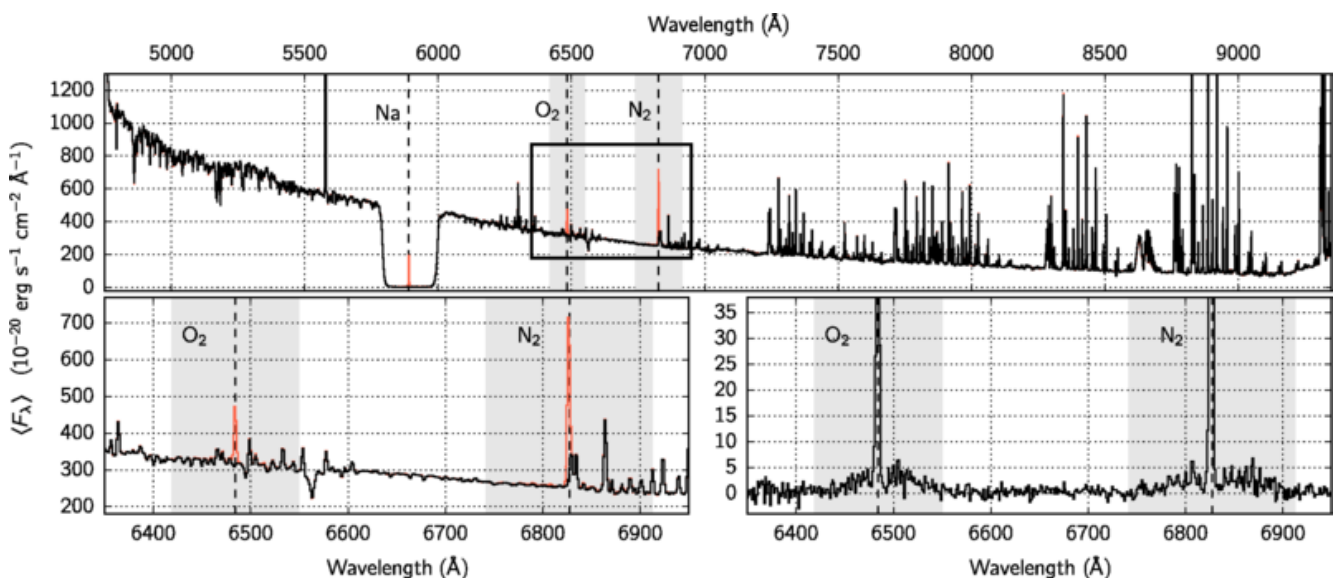 Wavelength (Å)
5000 5500 6000 6500 7000 7500 8000 8500 9000
1200
1000
800
600
400
200
0
Na
O₂
N₂
⟨Fλ⟩ (10⁻²⁰ erg s⁻¹ cm⁻² Å⁻¹)
700
600
500
400
300
200
O₂
N₂
6400 6500 6600 6700 6800 6900
Wavelength (Å)
35
30
25
20
15
10
5
0
O₂
N₂
6400 6500 6600 6700 6800 6900
Wavelength (Å)